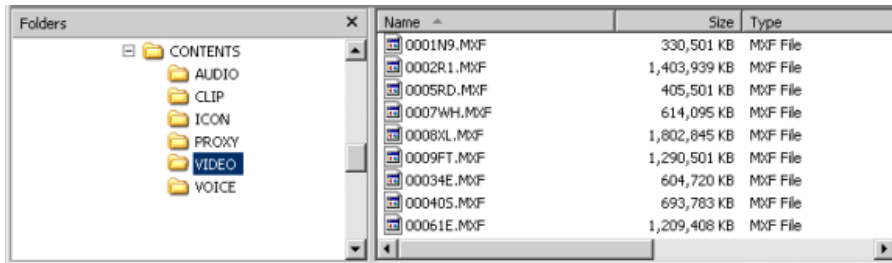 Folders
CONTENTS
AUDIO
CLIP
ICON
PROXY
VIDEO
VOICE
Name Size Type
0001N9.MXF 330,501 KB MXF File
0002R1.MXF 1,403,939 KB MXF File
0005RD.MXF 405,501 KB MXF File
0007WH.MXF 614,095 KB MXF File
0008XL.MXF 1,802,845 KB MXF File
0009FT.MXF 1,290,501 KB MXF File
00034E.MXF 604,720 KB MXF File
000405.MXF 693,783 KB MXF File
00061E.MXF 1,209,408 KB MXF File